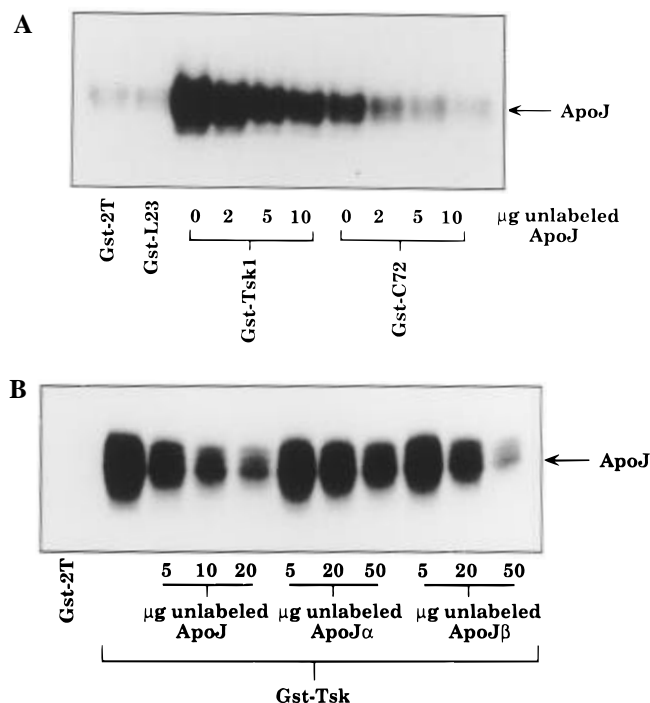 A
ApoJ
Gst-2T
Gst-L23
0 2 5 10 0 2 5 10 μg unlabeled
ApoJ
Gst-Tsk1
Gst-C72
B
ApoJ
Gst-2T
5 10 20 5 20 50 5 20 50
μg unlabeled μg unlabeled μg unlabeled
ApoJ ApoJα ApoJβ
Gst-Tsk